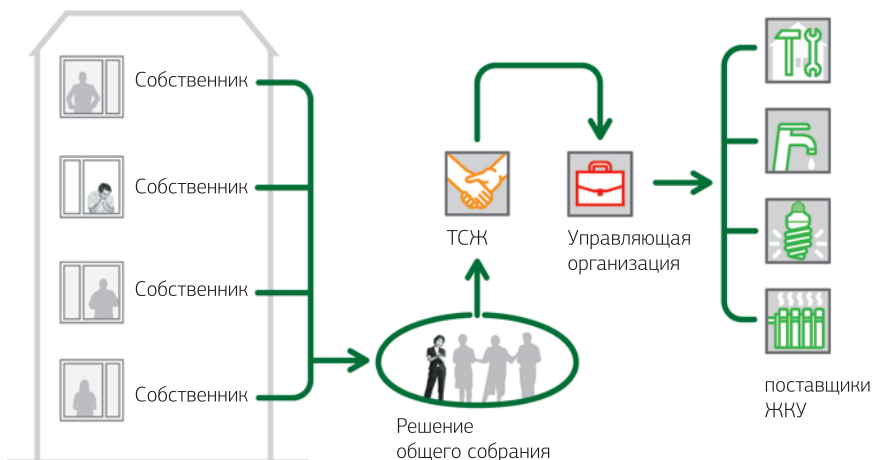 Собственник
Собственник
Собственник
Собственник
Решение
общего собрания
ТСЖ
Управляющая
организация
поставщики
ЖКУ